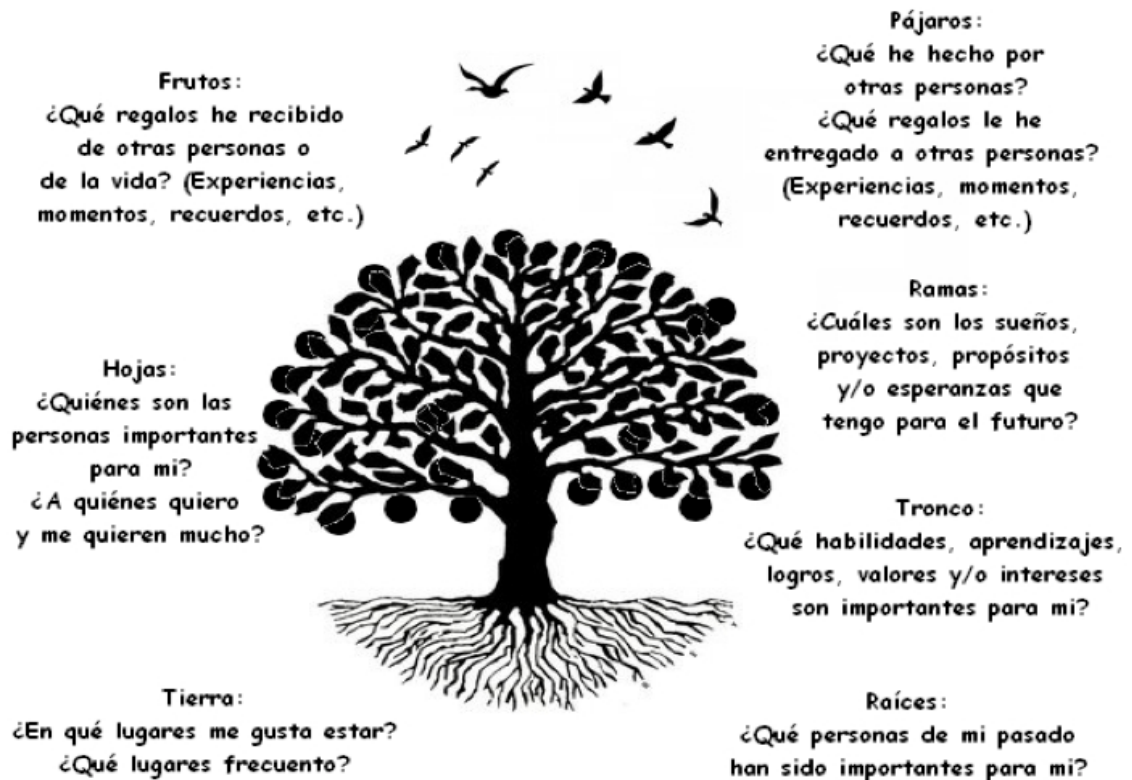 Frutos:
¿Qué regalos he recibido
de otras personas o
de la vida? (Experiencias,
momentos, recuerdos, etc.)
Pájaros:
¿Qué he hecho por
otras personas?
¿Qué regalos le he
entregado a otras personas?
(Experiencias, momentos,
recuerdos, etc.)
Hojas:
¿Quiénes son las
personas importantes
para mi?
¿A quiénes quiero
y me quieren mucho?
Ramas:
¿Cuáles son los sueños,
proyectos, propósitos
y/o esperanzas que
tengo para el futuro?
Tronco:
¿Qué habilidades, aprendizajes,
logros, valores y/o intereses
son importantes para mi?
Tierra:
¿En qué lugares me gusta estar?
¿Qué lugares frecuento?
Raíces:
¿Qué personas de mi pasado
han sido importantes para mi?